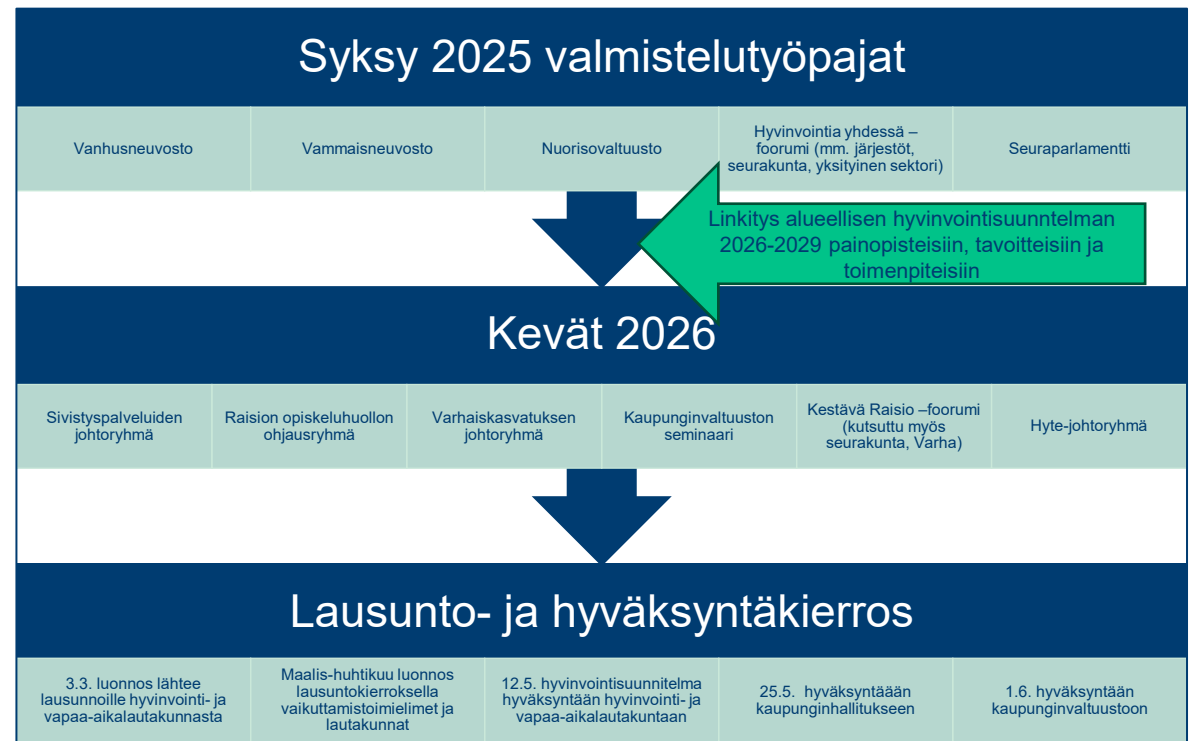 Syksy 2025 valmistelutyöpajat
Vanhusneuvosto
Vammaisneuvosto
Nuorisovaltuusto
Hyvinvointia yhdessä –
foorumi (mm. järjestöt,
seurakunta, yksityinen sektori)
Seuraparlamentti
Linkitys alueellisen hyvinvointisuunntelman
2026-2029 painopisteisiin, tavoitteisiin ja
toimenpiteisiin
Kevät 2026
Sivistyspalveluiden
johtoryhmä
Raision opiskeluhuollon
ohjausryhmä
Varhaiskasvatuksen
johtoryhmä
Kaupunginvaltuuston
seminaari
Kestävä Raisio –foorumi
(kutsuttu myös
seurakunta, Varha)
Hyte-johtoryhmä
Lausunto- ja hyväksyntäkierros
3.3. luonnos lähtee
lausunnoille hyvinvointi- ja
vapaa-aikalautakunnasta
Maalis-huhtikuu luonnos
lausuntokierroksella
vaikuttamistoimielimet ja
lautakunnat
12.5. hyvinvointisuunnitelma
hyväksyntään hyvinvointi- ja
vapaa-aikalautakuntaan
25.5. hyväksyntääään
kaupunginhallitukseen
1.6. hyväksyntään
kaupunginvaltuustoon